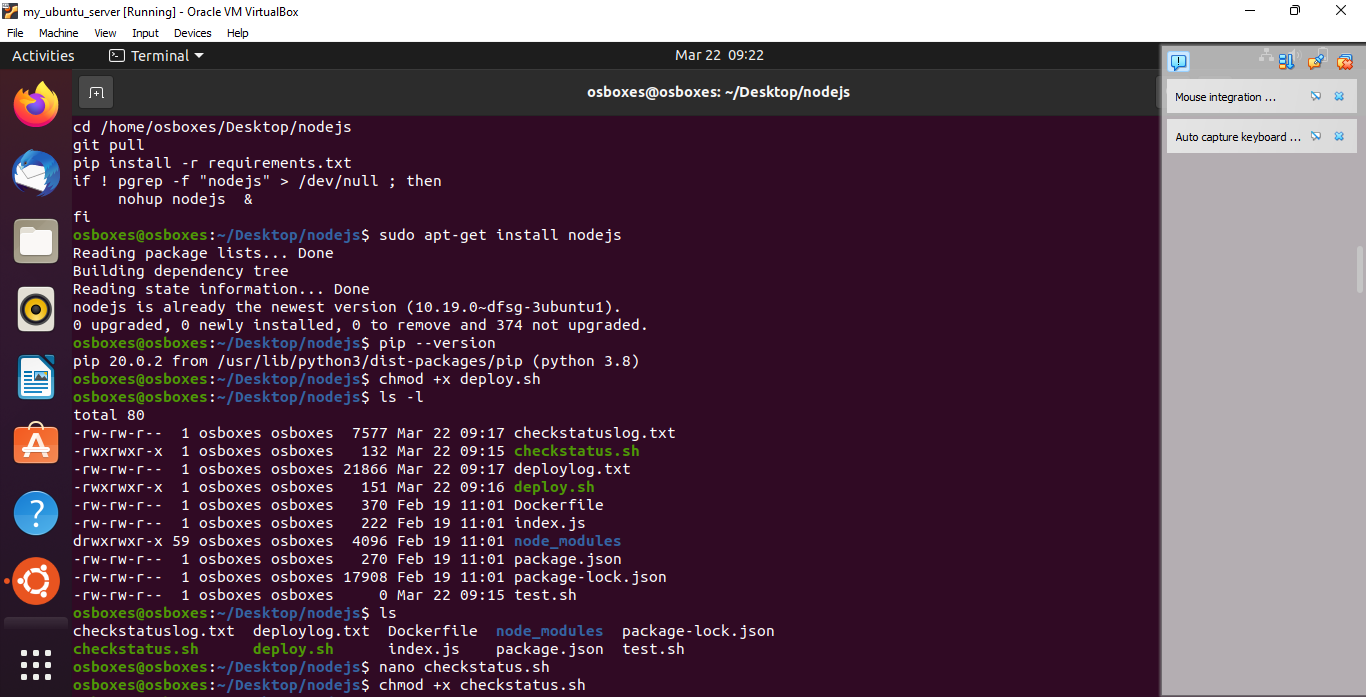 my_ubuntu_server [Running] - Oracle VM VirtualBox
File Machine View Input Devices Help
Activities Terminal Mar 22 09:22
osboxes@osboxes: ~/Desktop/nodejs
Mouse integration ...
Auto capture keyboard ...
cd /home/osboxes/Desktop/nodejs
git pull
pip install -r requirements.txt
if ! pgrep -f "nodejs" > /dev/null ; then
     nohup nodejs  &
fi
osboxes@osboxes:~/Desktop/nodejs$ sudo apt-get install nodejs
Reading package lists... Done
Building dependency tree
Reading state information... Done
nodejs is already the newest version (10.19.0~dfsg-3ubuntu1).
0 upgraded, 0 newly installed, 0 to remove and 374 not upgraded.
osboxes@osboxes:~/Desktop/nodejs$ pip --version
pip 20.0.2 from /usr/lib/python3/dist-packages/pip (python 3.8)
osboxes@osboxes:~/Desktop/nodejs$ chmod +x deploy.sh
osboxes@osboxes:~/Desktop/nodejs$ ls -l
total 80
-rw-rw-r--  1 osboxes osboxes  7577 Mar 22 09:17 checkstatuslog.txt
-rwxrwxr-x  1 osboxes osboxes   132 Mar 22 09:15 checkstatus.sh
-rw-rw-r--  1 osboxes osboxes 21866 Mar 22 09:17 deploylog.txt
-rwxrwxr-x  1 osboxes osboxes   151 Mar 22 09:16 deploy.sh
-rw-rw-r--  1 osboxes osboxes   370 Feb 19 11:01 Dockerfile
-rw-rw-r--  1 osboxes osboxes   222 Feb 19 11:01 index.js
drwxrwxr-x 59 osboxes osboxes  4096 Feb 19 11:01 node_modules
-rw-rw-r--  1 osboxes osboxes   270 Feb 19 11:01 package.json
-rw-rw-r--  1 osboxes osboxes 17908 Feb 19 11:01 package-lock.json
-rw-rw-r--  1 osboxes osboxes     0 Mar 22 09:15 test.sh
osboxes@osboxes:~/Desktop/nodejs$ ls
checkstatuslog.txt  deploylog.txt  Dockerfile  node_modules  package-lock.json
checkstatus.sh      deploy.sh      index.js    package.json  test.sh
osboxes@osboxes:~/Desktop/nodejs$ nano checkstatus.sh
osboxes@osboxes:~/Desktop/nodejs$ chmod +x checkstatus.sh